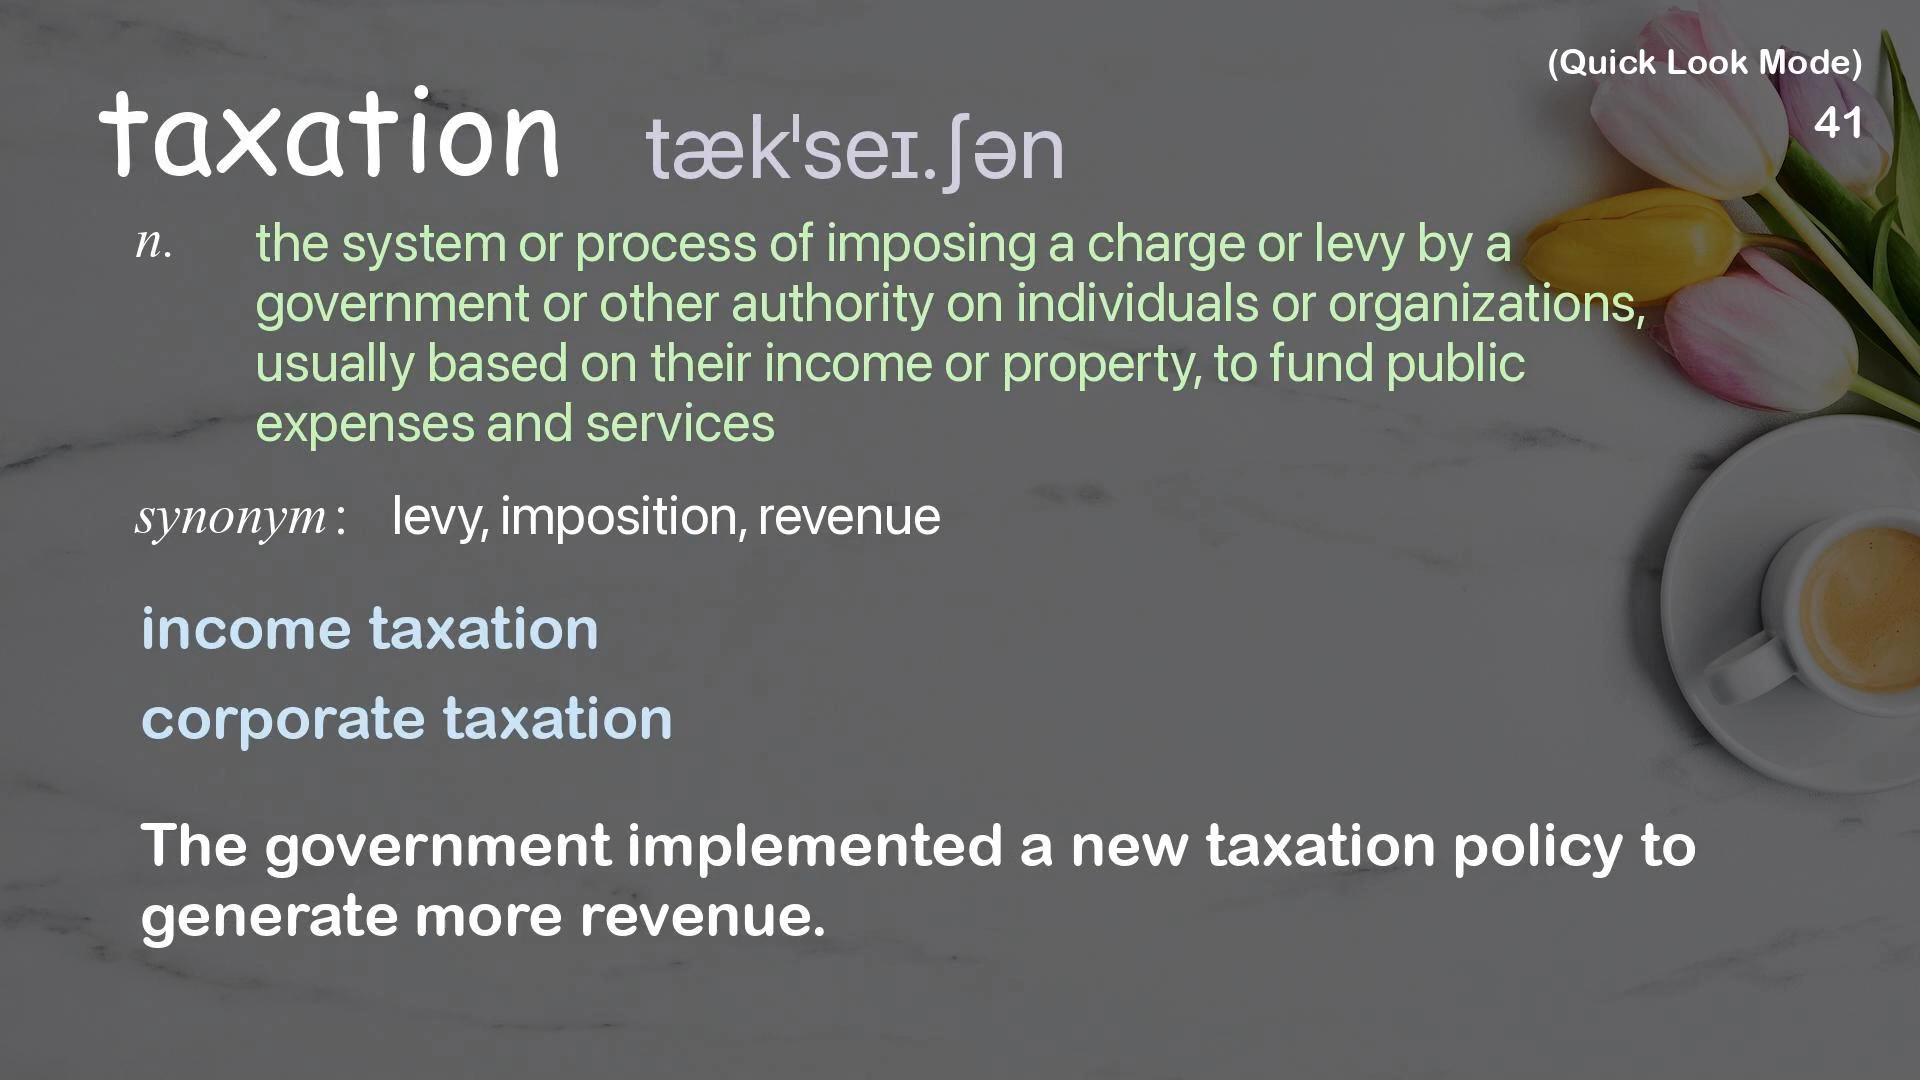 (Quick Look Mode)
41
taxation tæk'seɪ.ʃən
n. the system or process of imposing a charge or levy by a
government or other authority on individuals or organizations,
usually based on their income or property, to fund public
expenses and services
synonym: levy, imposition, revenue
income taxation
corporate taxation
The government implemented a new taxation policy to
generate more revenue.